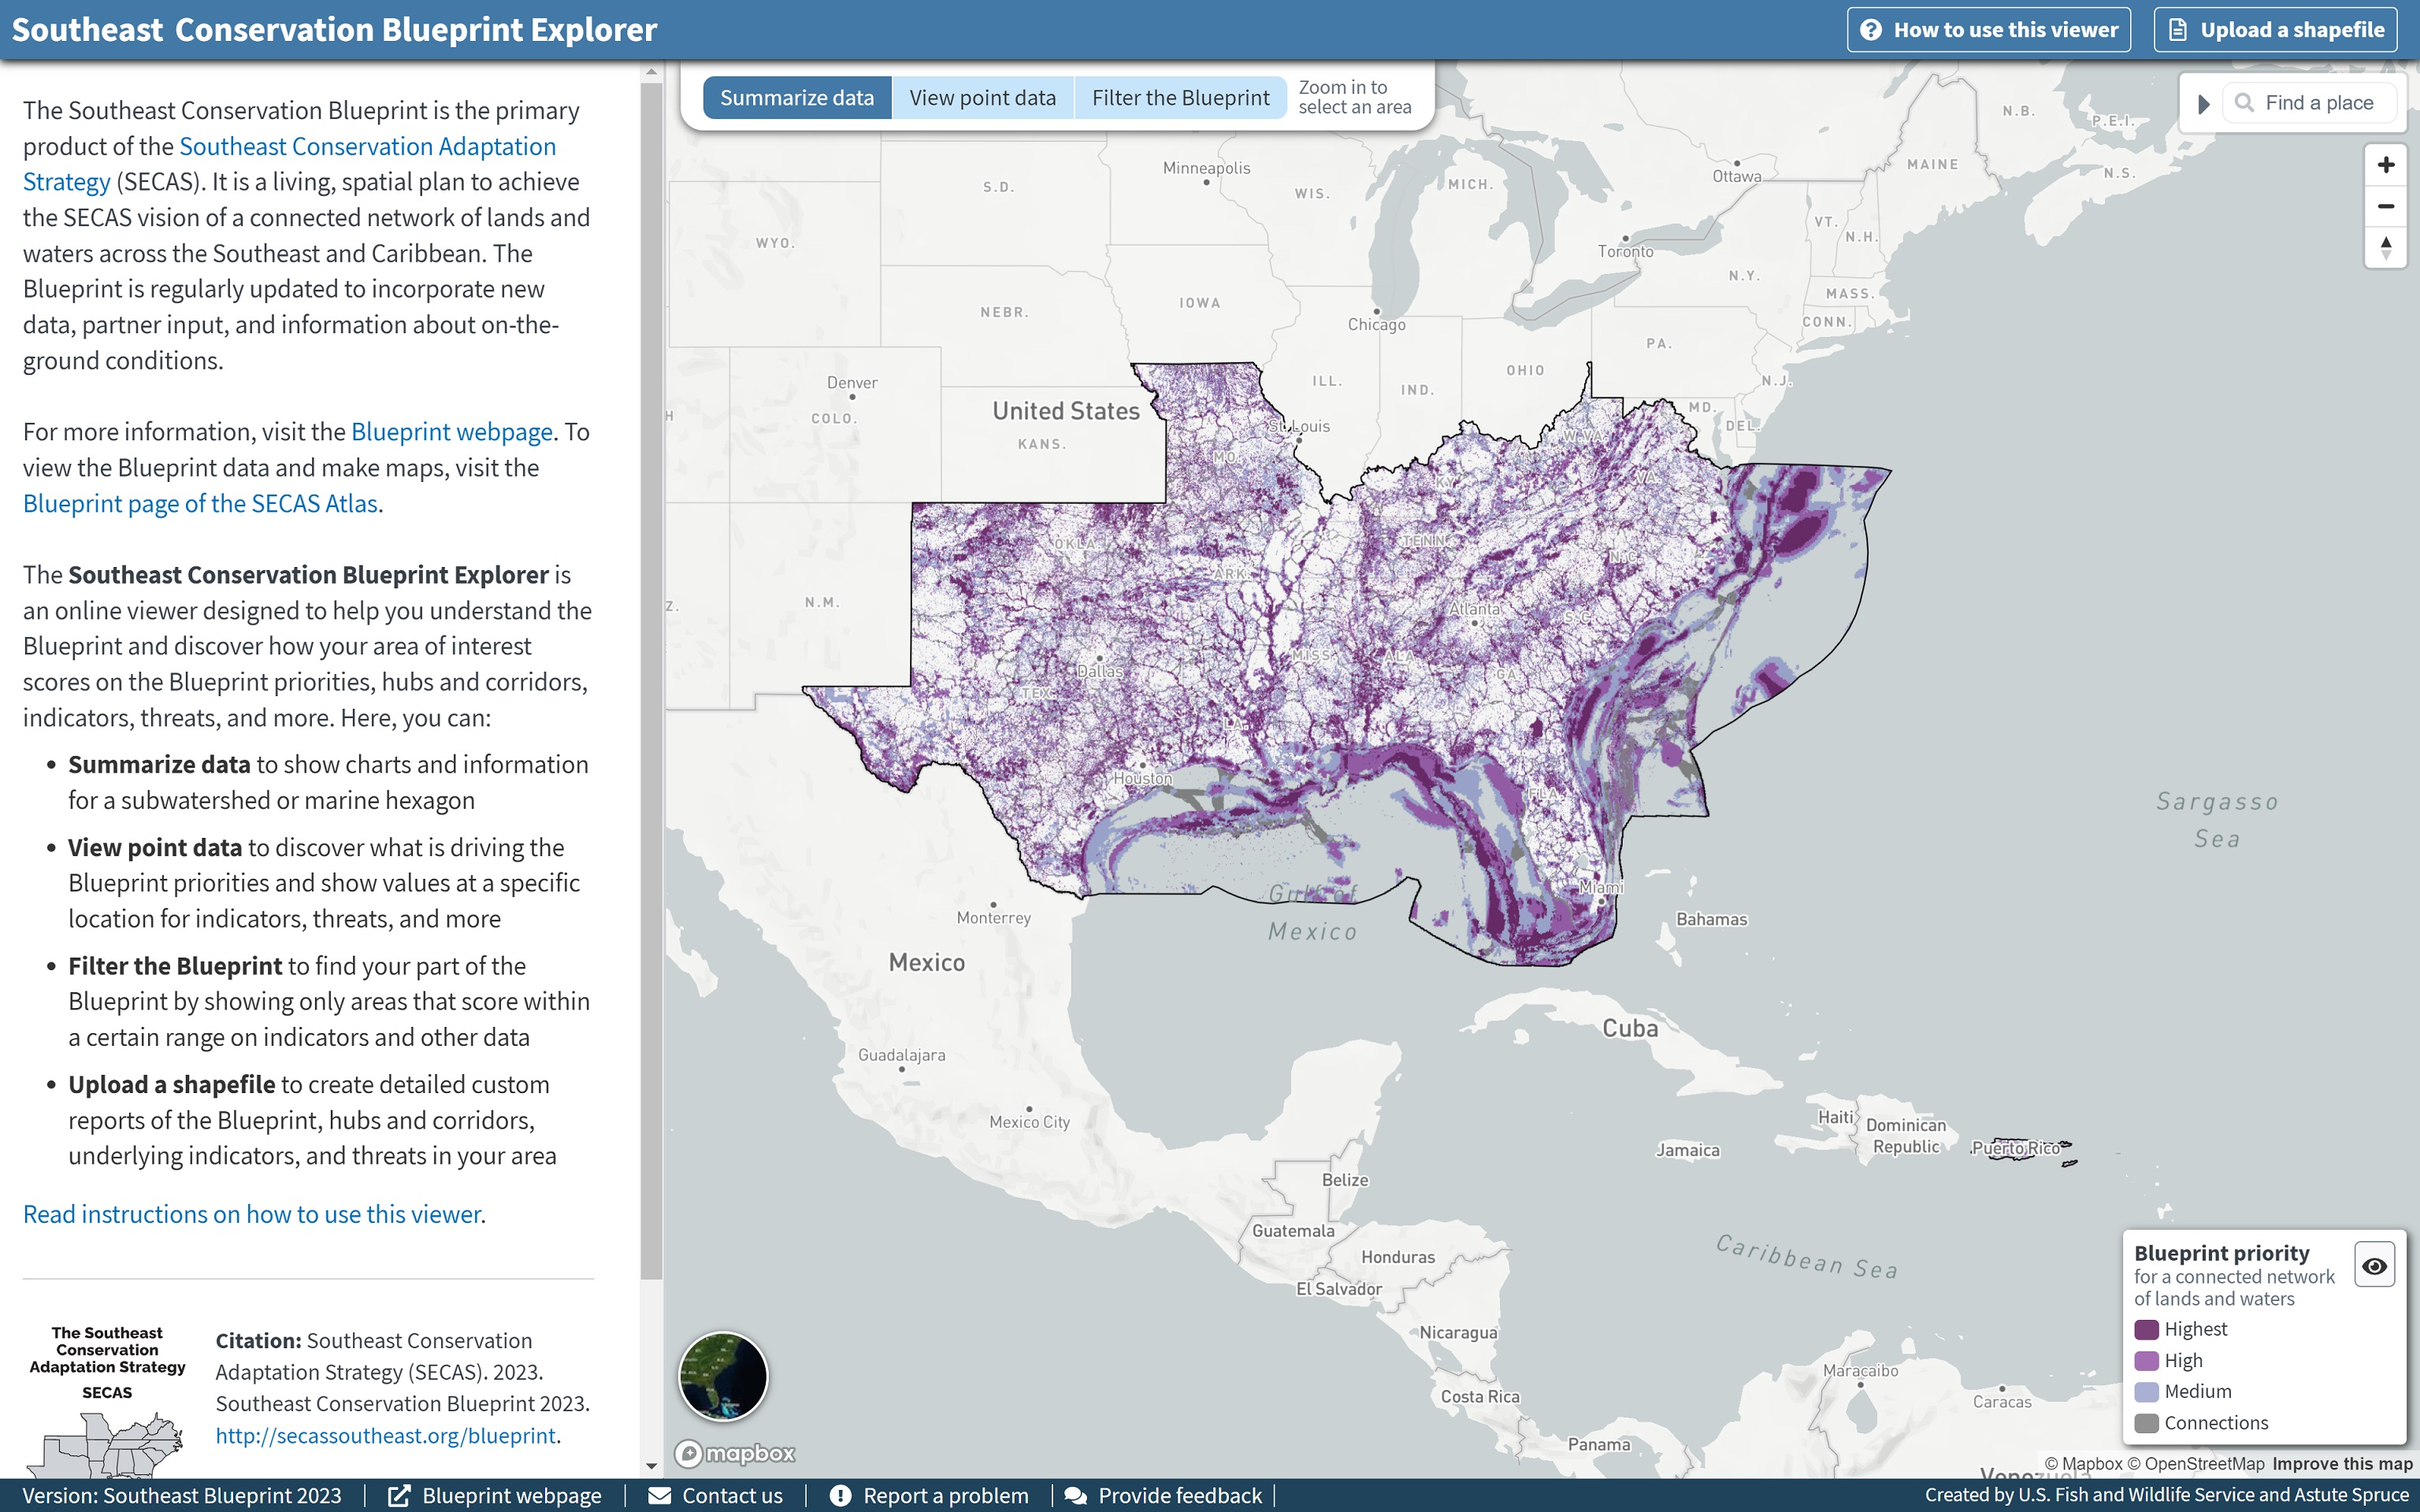 Southeast Conservation Blueprint Explorer
How to use this viewer
Upload a shapefile
The Southeast Conservation Blueprint is the primary
product of the Southeast Conservation Adaptation
Strategy (SECAS). It is a living, spatial plan to achieve
the SECAS vision of a connected network of lands and
waters across the Southeast and Caribbean. The
Blueprint is regularly updated to incorporate new
data, partner input, and information about on-the-
ground conditions.
For more information, visit the Blueprint webpage. To
view the Blueprint data and make maps, visit the
Blueprint page of the SECAS Atlas.
The Southeast Conservation Blueprint Explorer is
an online viewer designed to help you understand the
Blueprint and discover how your area of interest
scores on the Blueprint priorities, hubs and corridors,
indicators, threats, and more. Here, you can:
• Summarize data to show charts and information
for a subwatershed or marine hexagon
• View point data to discover what is driving the
Blueprint priorities and show values at a specific
location for indicators, threats, and more
• Filter the Blueprint to find your part of the
Blueprint by showing only areas that score within
a certain range on indicators and other data
• Upload a shapefile to create detailed custom
reports of the Blueprint, hubs and corridors,
underlying indicators, and threats in your area
Read instructions on how to use this viewer.
The Southeast
Conservation
Adaptation Strategy
SECAS
Citation: Southeast Conservation
Adaptation Strategy (SECAS). 2023.
Southeast Conservation Blueprint 2023.
http://secassoutheast.org/blueprint.
Summarize data
View point data
Filter the Blueprint
Zoom in to
select an area
Find a place
N.B.
P.E.I.
Minneapolis
Ottawa
MAINE
S.D.
WIS.
MICH.
N.S.
VT.
N.H.
WYO.
Toronto
N.Y.
MASS.
IOWA
NEBR.
Chicago
CONN.
PA.
OHIO
N.J.
Denver
ILL.
IND.
COLO.
United States
MD.
DEL.
KANS.
St. Louis
W.VA.
MO.
KY.
VA.
OKLA.
TENN.
N.C.
ARK.
N.M.
Z.
Atlanta
S.C.
MISS.
ALA.
GA.
Dallas
TEX.
LA.
Houston
FLA.
Sargasso
Sea
Miami
Gulf of
Mexico
Monterrey
Bahamas
Mexico
Cuba
Guadalajara
Mexico City
Haiti
Dominican
Republic
Jamaica
Puerto Rico
Belize
Guatemala
Honduras
El Salvador
Caribbean Sea
Nicaragua
Maracaibo
Costa Rica
Caracas
Panama
Venezuela
Blueprint priority
for a connected network
of lands and waters
Highest
High
Medium
Connections
mapbox
© Mapbox © OpenStreetMap Improve this map
Version: Southeast Blueprint 2023
Blueprint webpage
Contact us
Report a problem
Provide feedback
Created by U.S. Fish and Wildlife Service and Astute Spruce